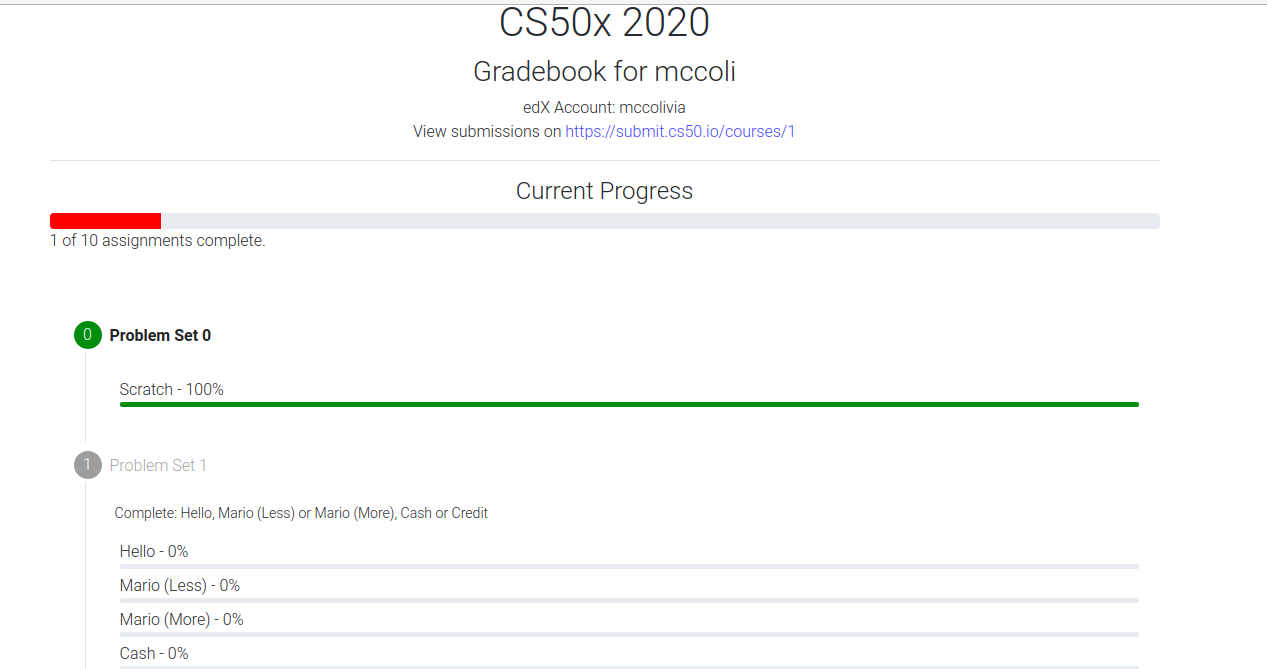 CS50x 2020
Gradebook for mccoli
edX Account: mccolivia
View submissions on https://submit.cs50.io/courses/1
Current Progress
1 of 10 assignments complete.
0 Problem Set 0
Scratch - 100%
1 Problem Set 1
Complete: Hello, Mario (Less) or Mario (More), Cash or Credit
Hello - 0%
Mario (Less) - 0%
Mario (More) - 0%
Cash - 0%